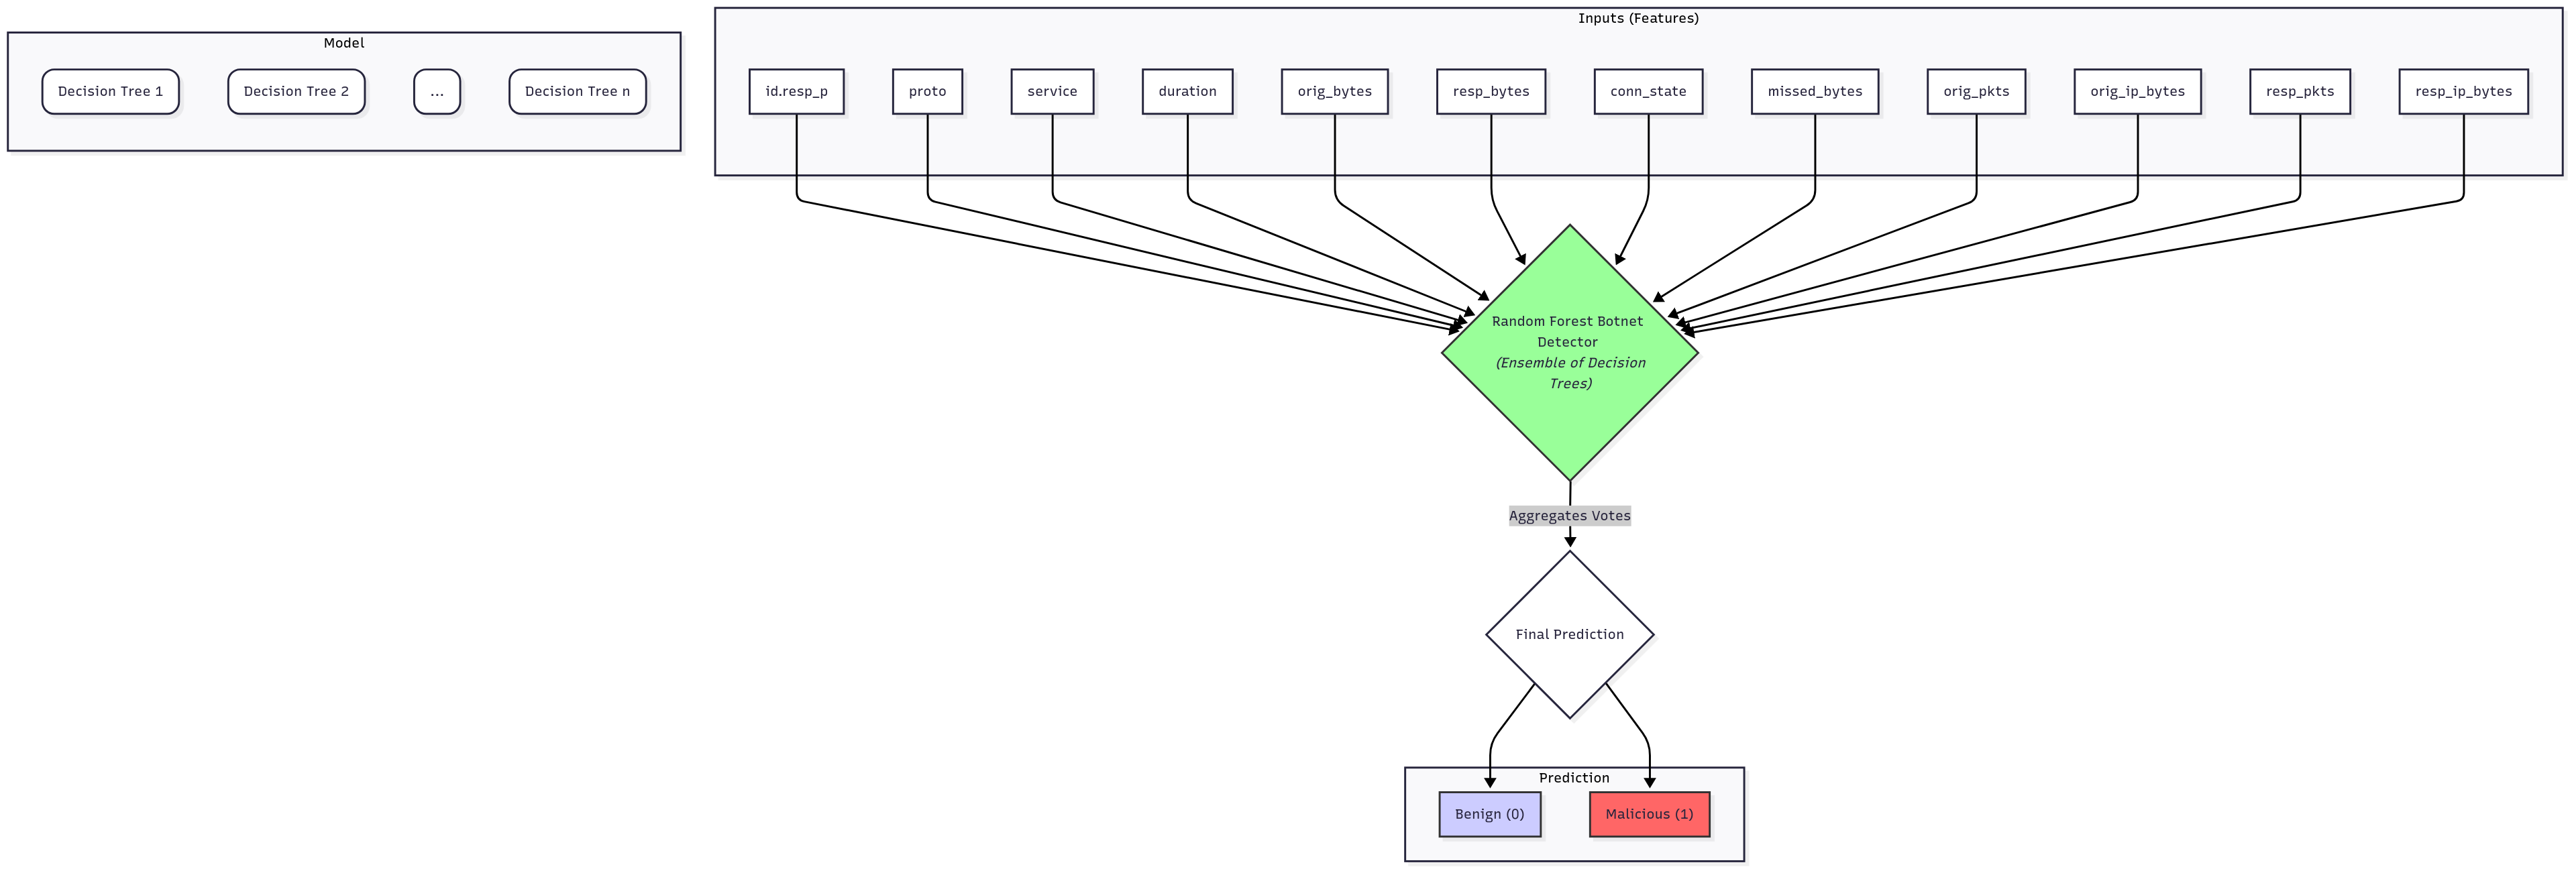 Model
Decision Tree 1
Decision Tree 2
...
Decision Tree n
Inputs (Features)
id.resp_p
proto
service
duration
orig_bytes
resp_bytes
conn_state
missed_bytes
orig_pkts
orig_ip_bytes
resp_pkts
resp_ip_bytes
Random Forest Botnet
Detector
(Ensemble of Decision
Trees)
Aggregates Votes
Final Prediction
Prediction
Benign (0)
Malicious (1)